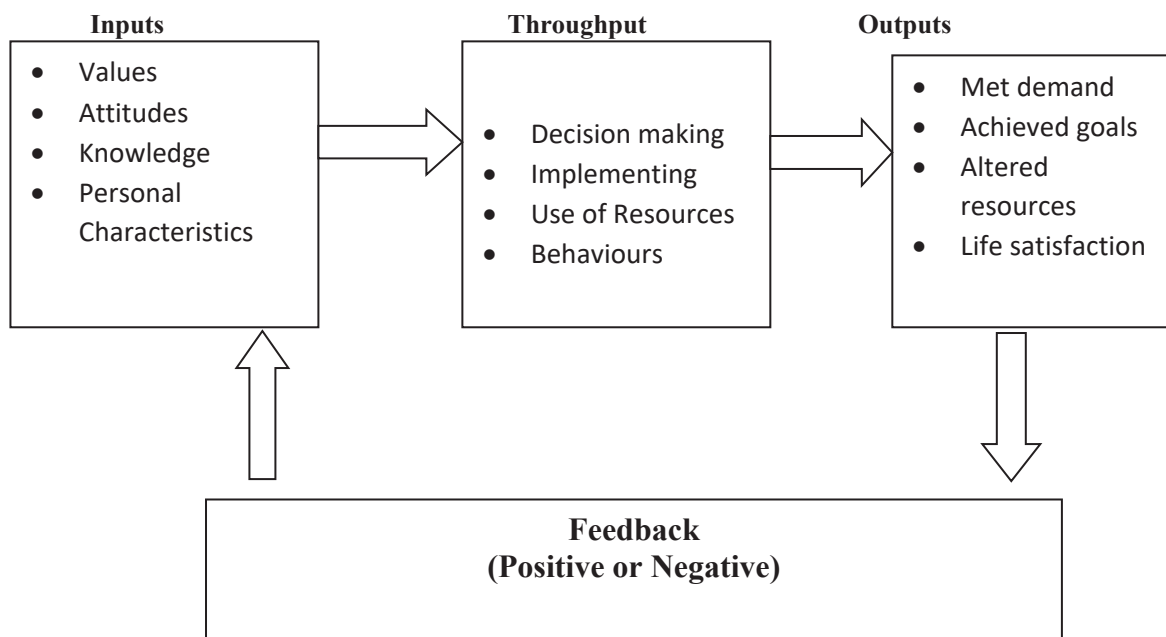 Inputs
• Values
• Attitudes
• Knowledge
• Personal
Characteristics
Throughput
• Decision making
• Implementing
• Use of Resources
• Behaviours
Outputs
• Met demand
• Achieved goals
• Altered
resources
• Life satisfaction
Feedback
(Positive or Negative)